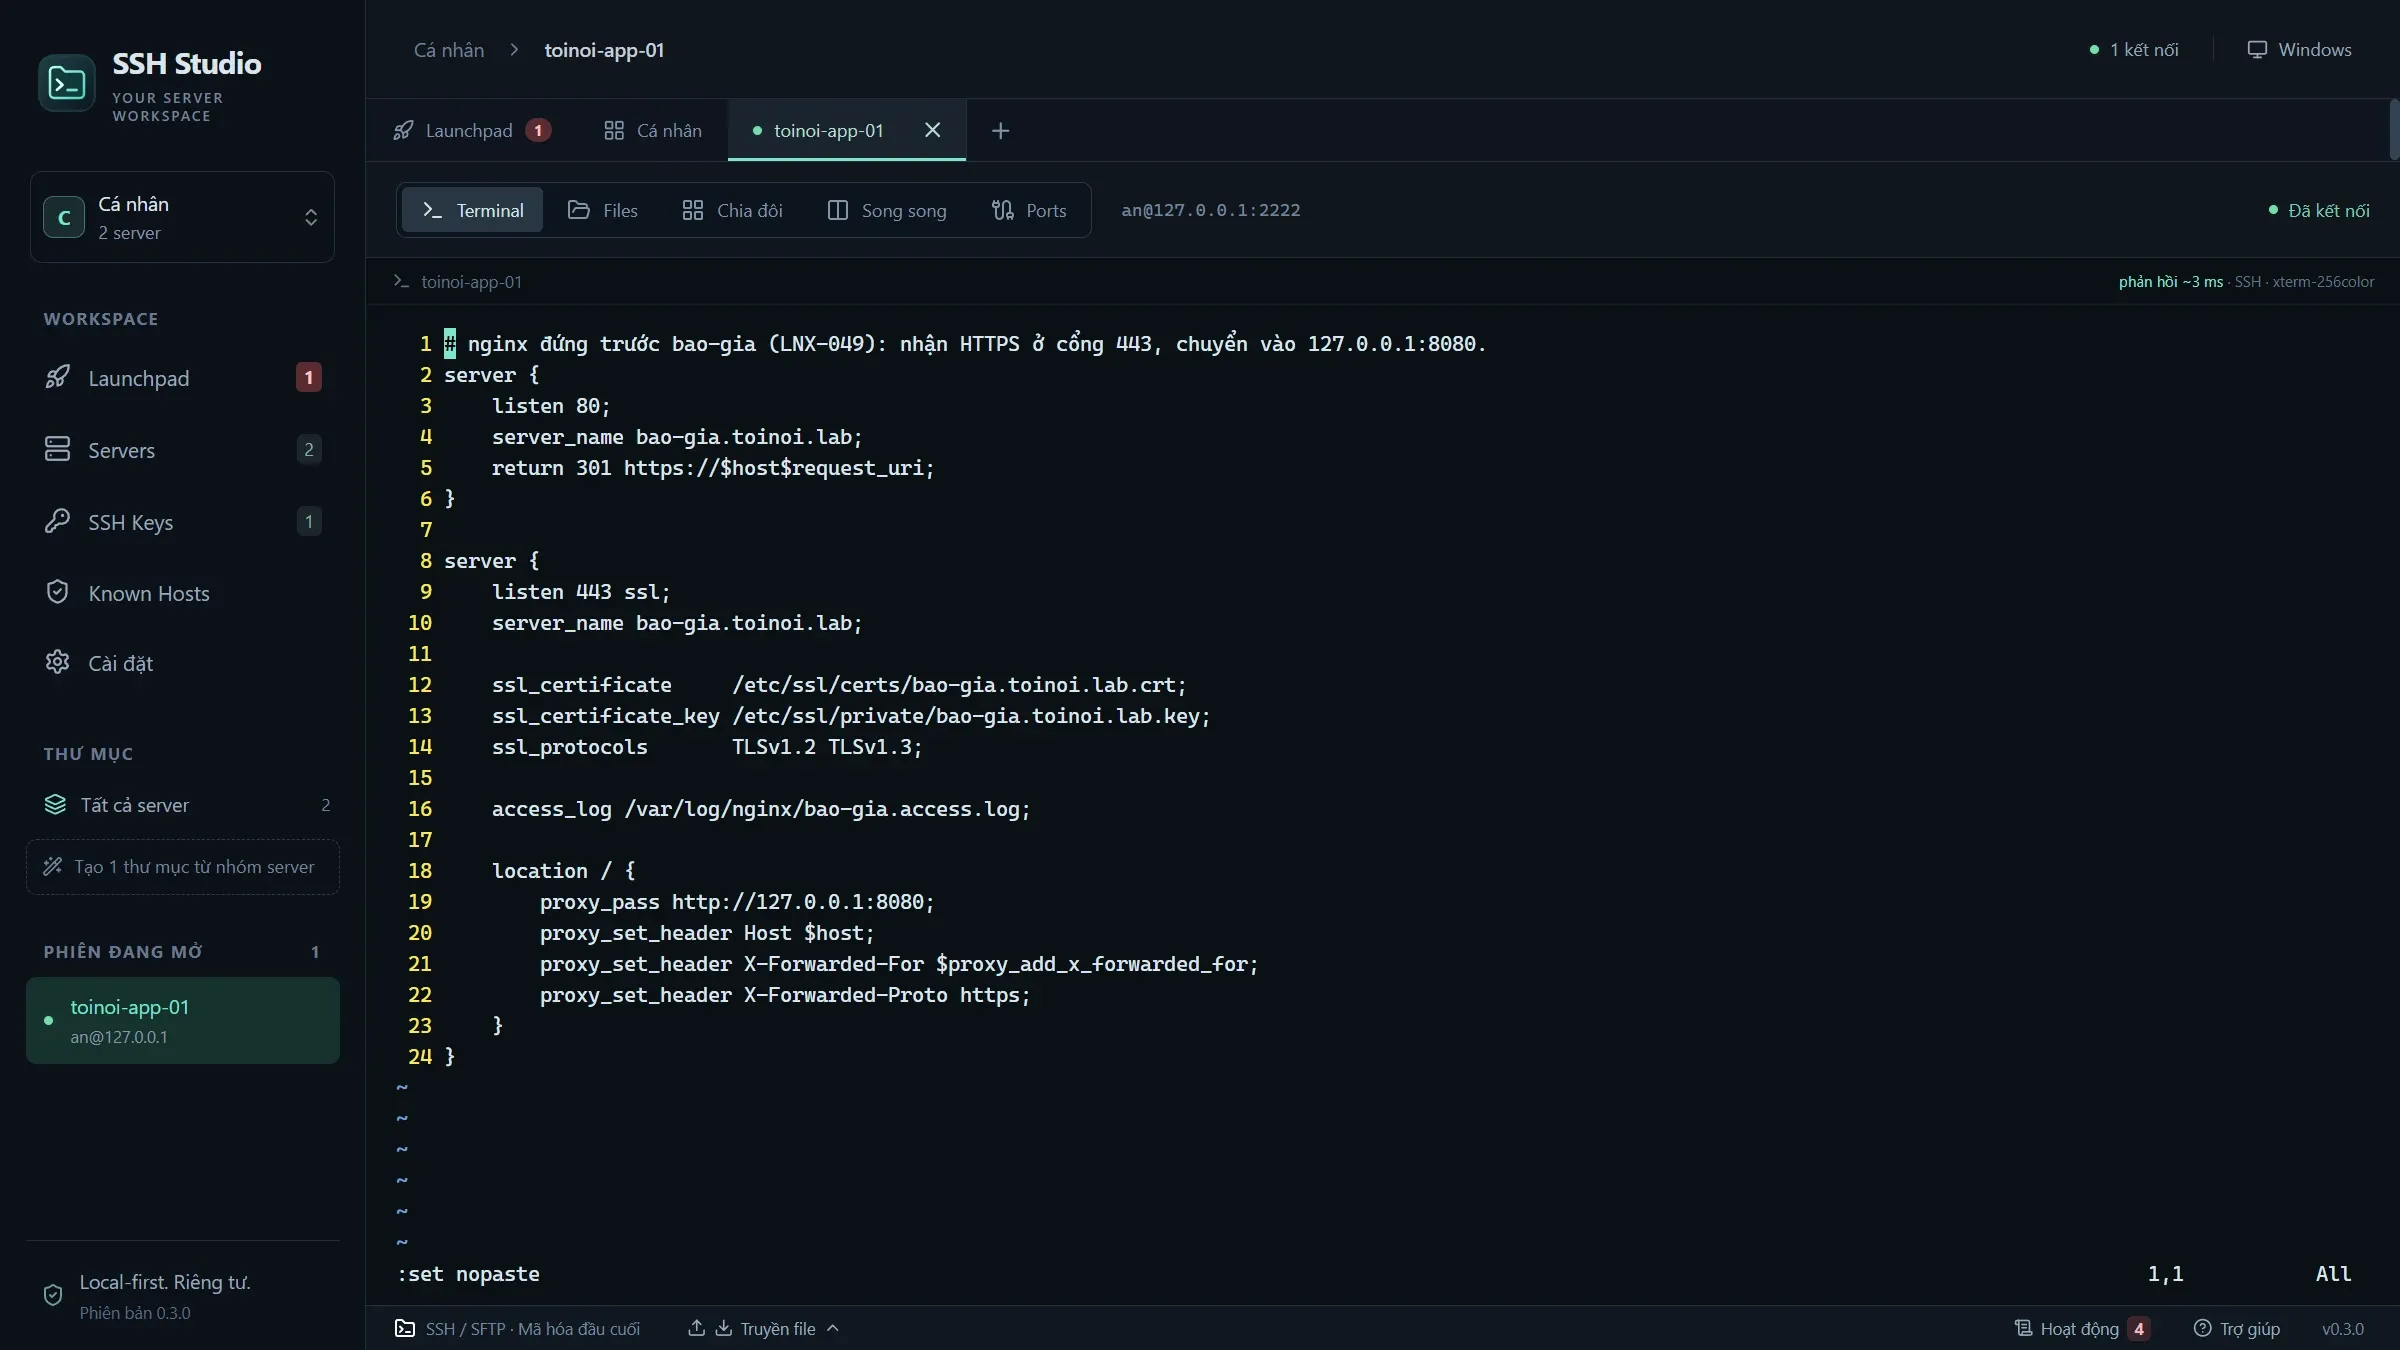 SSH Studio
YOUR SERVER
WORKSPACE
C
Cá nhân
2 server
WORKSPACE
Launchpad 1
Servers 2
SSH Keys 1
Known Hosts
Cài đặt
THƯ MỤC
Tất cả server 2
Tạo 1 thư mục từ nhóm server
PHIÊN ĐANG MỞ 1
toinoi-app-01
an@127.0.0.1
Local-first. Riêng tư.
Phiên bản 0.3.0
Cá nhân > toinoi-app-01
1 kết nối
Windows
Launchpad 1
Cá nhân
toinoi-app-01
Terminal
Files
Chia đôi
Song song
Ports
an@127.0.0.1:2222
Đã kết nối
toinoi-app-01
phản hồi ~3 ms · SSH · xterm-256color
1 # nginx đứng trước bao-gia (LNX-049): nhận HTTPS ở cổng 443, chuyển vào 127.0.0.1:8080.
2 server {
3     listen 80;
4     server_name bao-gia.toinoi.lab;
5     return 301 https://$host$request_uri;
6 }
7
8 server {
9     listen 443 ssl;
10     server_name bao-gia.toinoi.lab;
11
12     ssl_certificate     /etc/ssl/certs/bao-gia.toinoi.lab.crt;
13     ssl_certificate_key /etc/ssl/private/bao-gia.toinoi.lab.key;
14     ssl_protocols       TLSv1.2 TLSv1.3;
15
16     access_log /var/log/nginx/bao-gia.access.log;
17
18     location / {
19         proxy_pass http://127.0.0.1:8080;
20         proxy_set_header Host $host;
21         proxy_set_header X-Forwarded-For $proxy_add_x_forwarded_for;
22         proxy_set_header X-Forwarded-Proto https;
23     }
24 }
~
~
~
~
~
~
:set nopaste 1,1 All
SSH / SFTP · Mã hóa đầu cuối
Truyền file
Hoạt động 4
Trợ giúp
v0.3.0